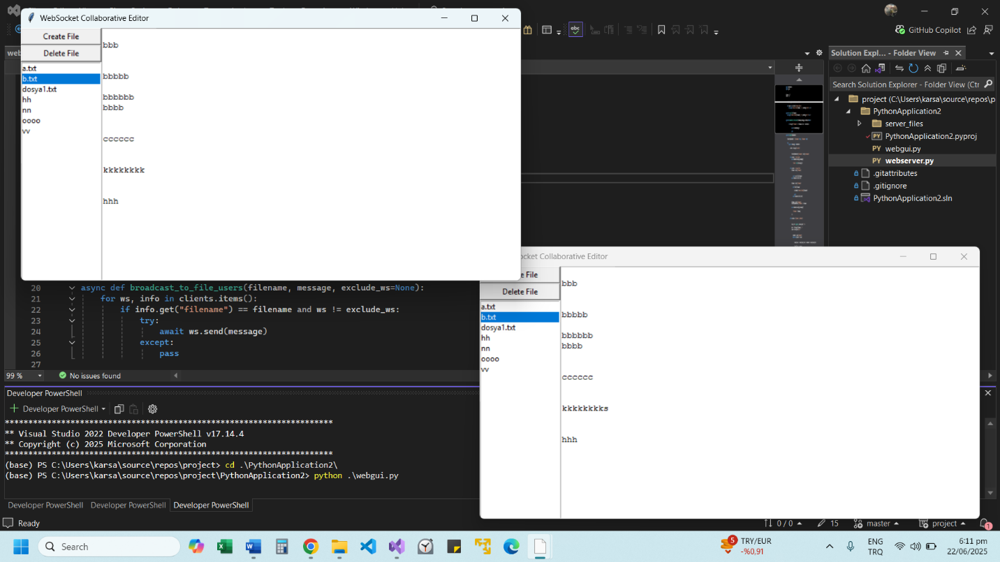 WebSocket Collaborative Editor
Create File
Delete File
a.txt
b.txt
dosya1.txt
hh
nn
oooo
vv
bbb
bbbbb
bbbbbb
bbbb
cccccc
kkkkkkkk
hhh
web
abc
GitHub Copilot
Solution Expl... - Folder View
Search Solution Explorer - Folder View (Ctr
project (C:\Users\karsa\source\repos\p
PythonApplication2
server_files
PY PythonApplication2.pyproj
PY webgui.py
PY webserver.py
.gitattributes
.gitignore
PythonApplication2.sln
20 async def broadcast_to_file_users(filename, message, exclude_ws=None):
21 for ws, info in clients.items():
22 if info.get("filename") == filename and ws != exclude_ws:
23 try:
24 await ws.send(message)
25 except:
26 pass
27
99 %
No issues found
ocket Collaborative Editor
e File
Delete File
a.txt
b.txt
dosya1.txt
hh
nn
oooo
vv
bbb
bbbbb
bbbbbb
bbbb
cccccc
kkkkkkkks
hhh
Developer PowerShell
Developer PowerShell
**********************************************************************
** Visual Studio 2022 Developer PowerShell v17.14.4
** Copyright (c) 2025 Microsoft Corporation
**********************************************************************
(base) PS C:\Users\karsa\source\repos\project> cd .\PythonApplication2\
(base) PS C:\Users\karsa\source\repos\project\PythonApplication2> python .\webgui.py
Developer PowerShell Developer PowerShell Developer PowerShell
Ready
0 / 0
15
master
project
1
Search
5
TRY/EUR
-%0,91
ENG
TRQ
6:11 pm
22/06/2025